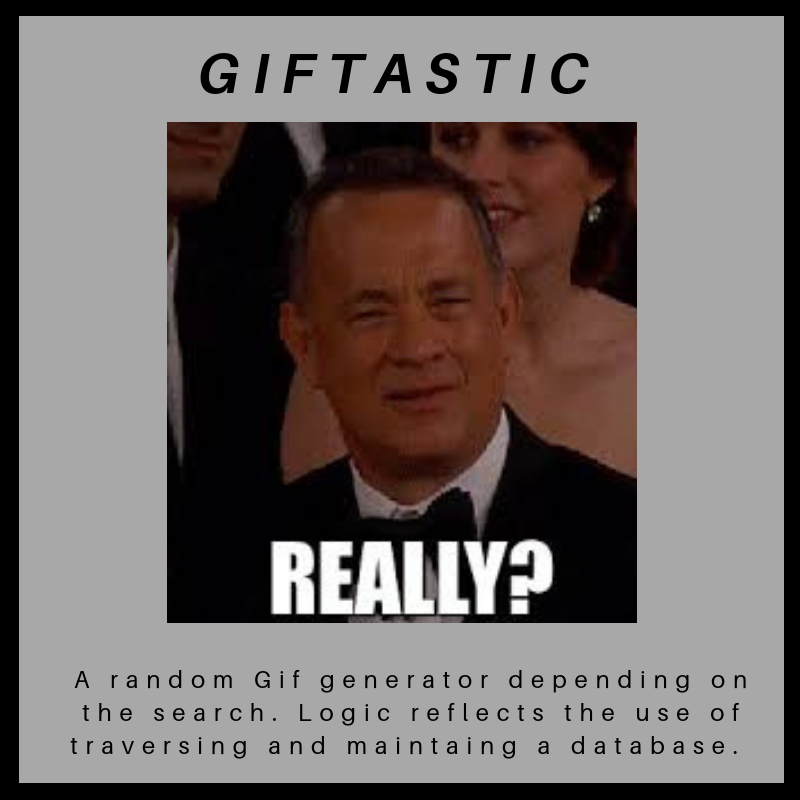 GIFTASTIC
REALLY?
A random Gif generator depending on
the search. Logic reflects the use of
traversing and maintaing a database.